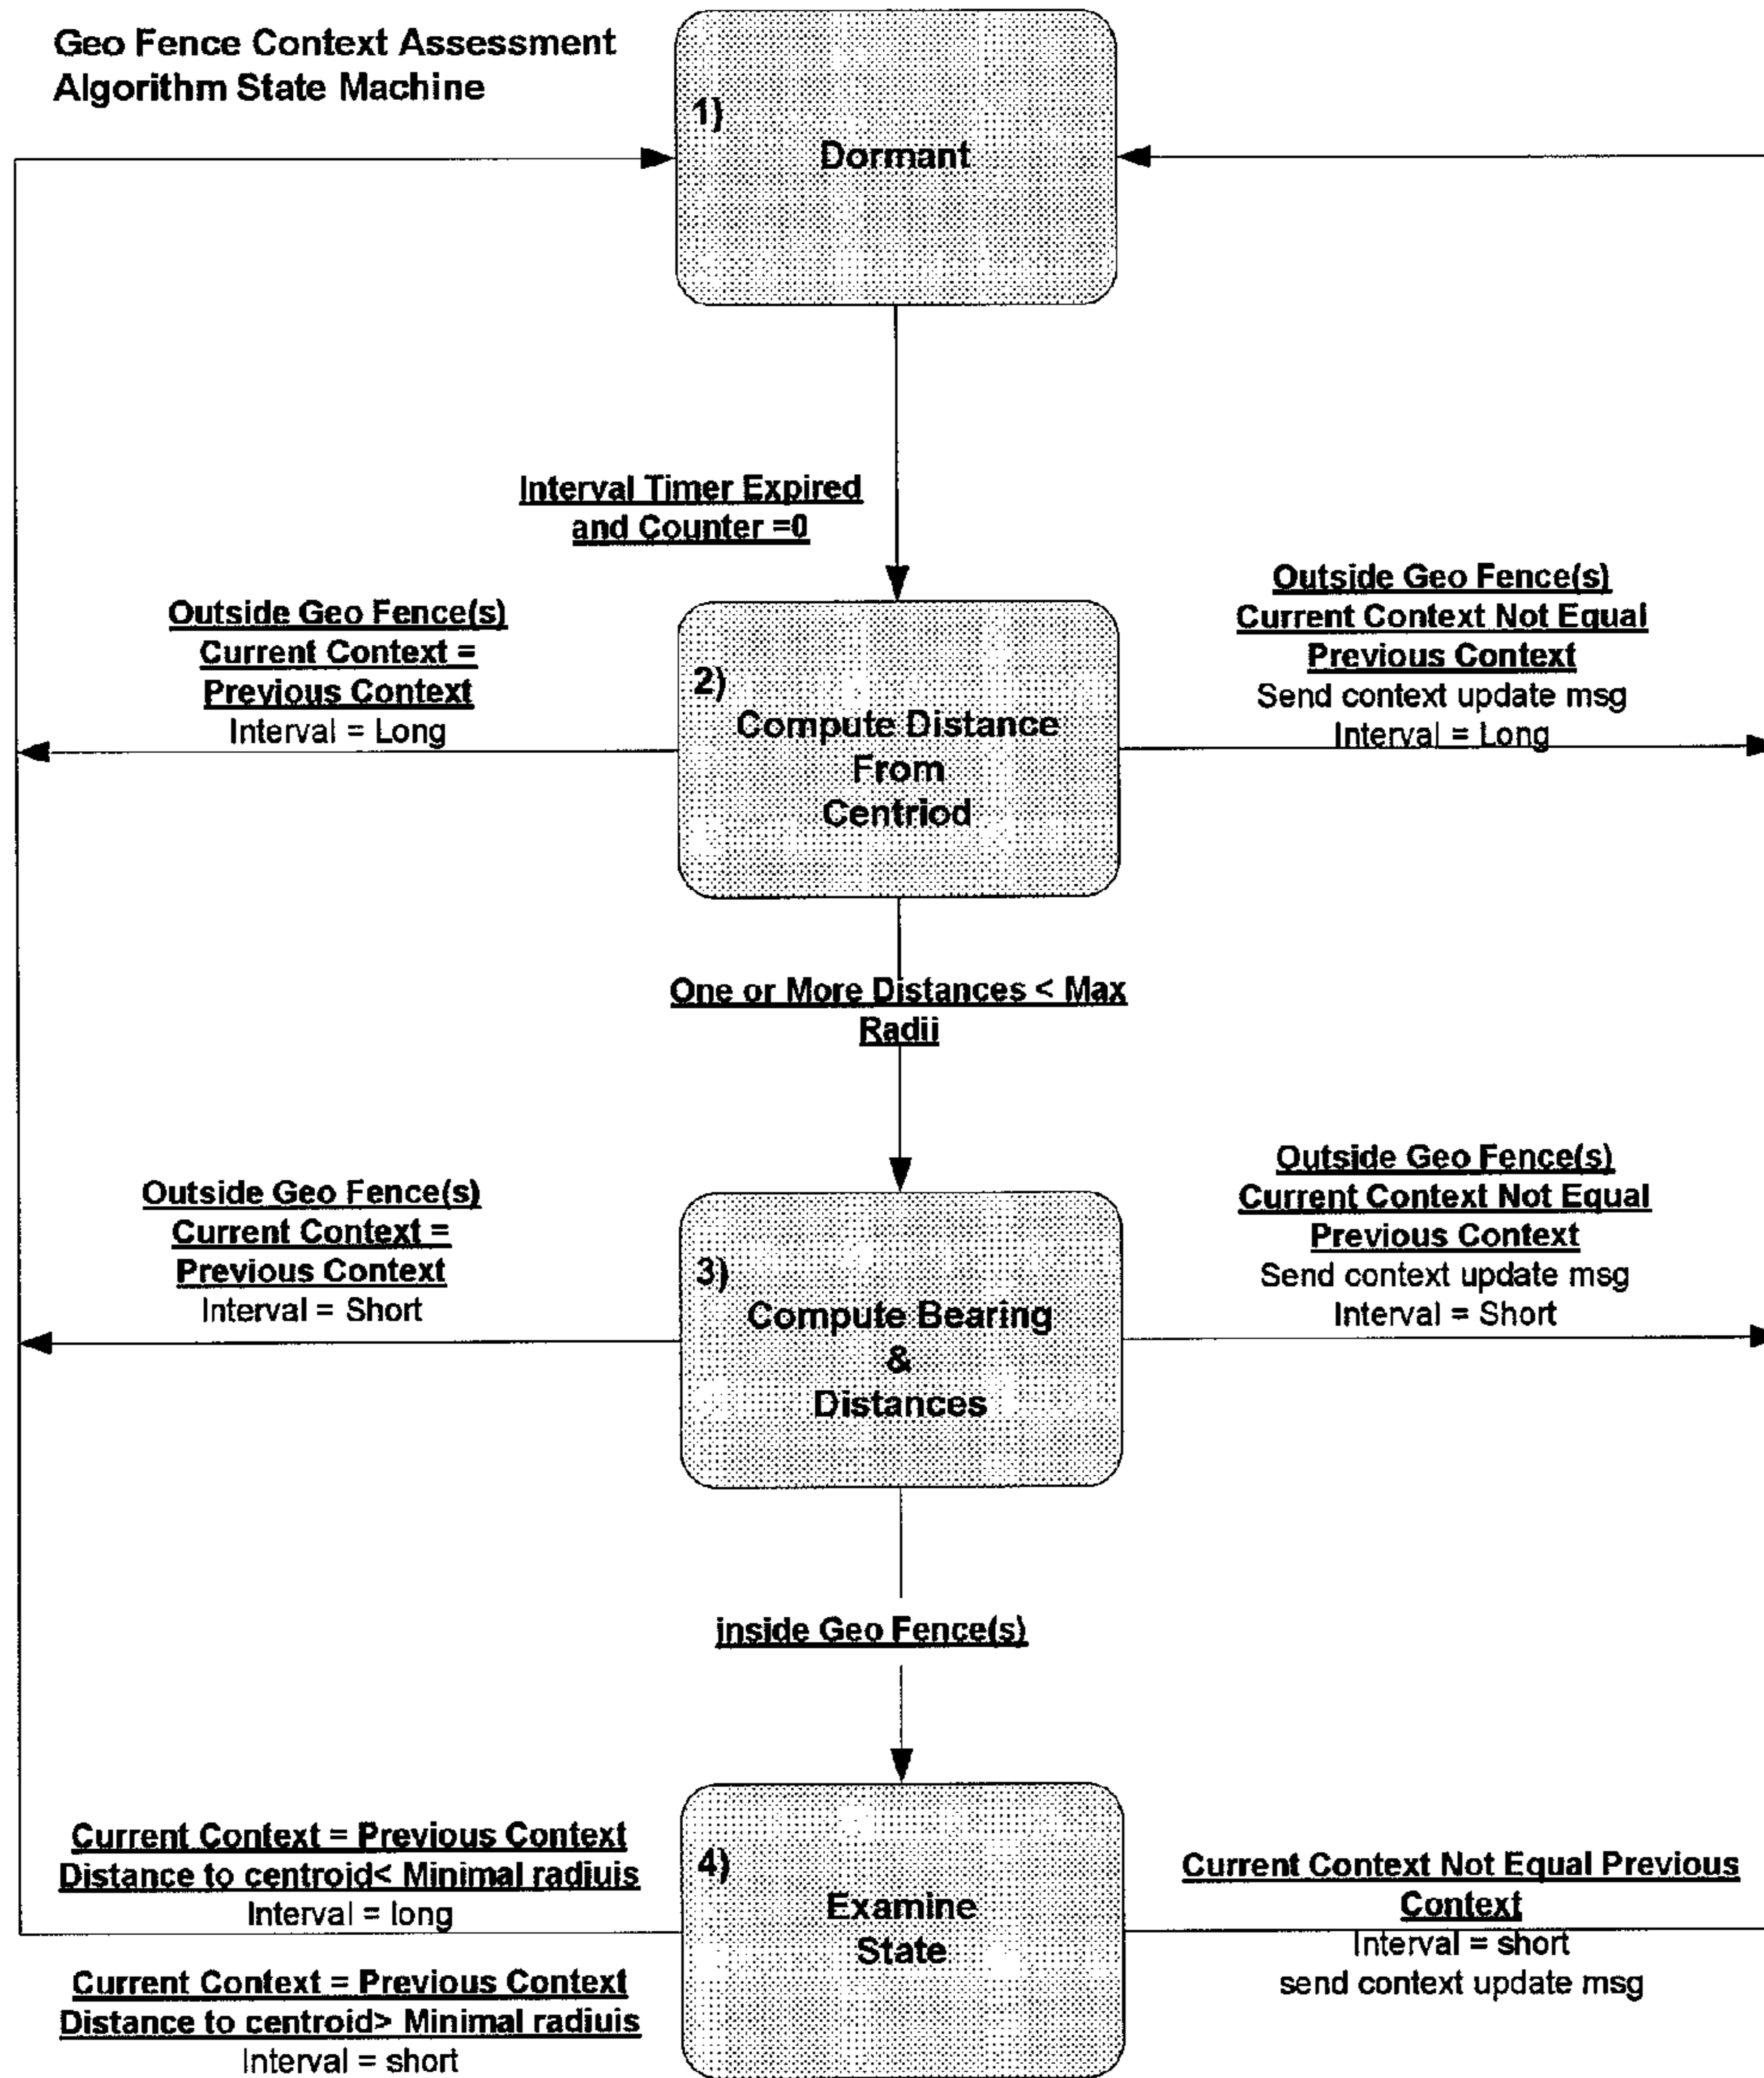 Geo Fence Context Assessment
Algorithm State Machine
1)
Dormant
Interval Timer Expired
and Counter =0
Outside Geo Fence(s)
Current Context =
Previous Context
Interval = Long
2)
Compute Distance
From
Centriod
Outside Geo Fence(s)
Current Context Not Equal
Previous Context
Send context update msg
Interval = Long
One or More Distances < Max
Radii
Outside Geo Fence(s)
Current Context =
Previous Context
Interval = Short
3)
Compute Bearing
&
Distances
Outside Geo Fence(s)
Current Context Not Equal
Previous Context
Send context update msg
Interval = Short
inside Geo Fence(s)
Current Context = Previous Context
Distance to centroid< Minimal radiuis
Interval = long
Current Context = Previous Context
Distance to centroid> Minimal radiuis
Interval = short
4)
Examine
State
Current Context Not Equal Previous
Context
Interval = short
send context update msg